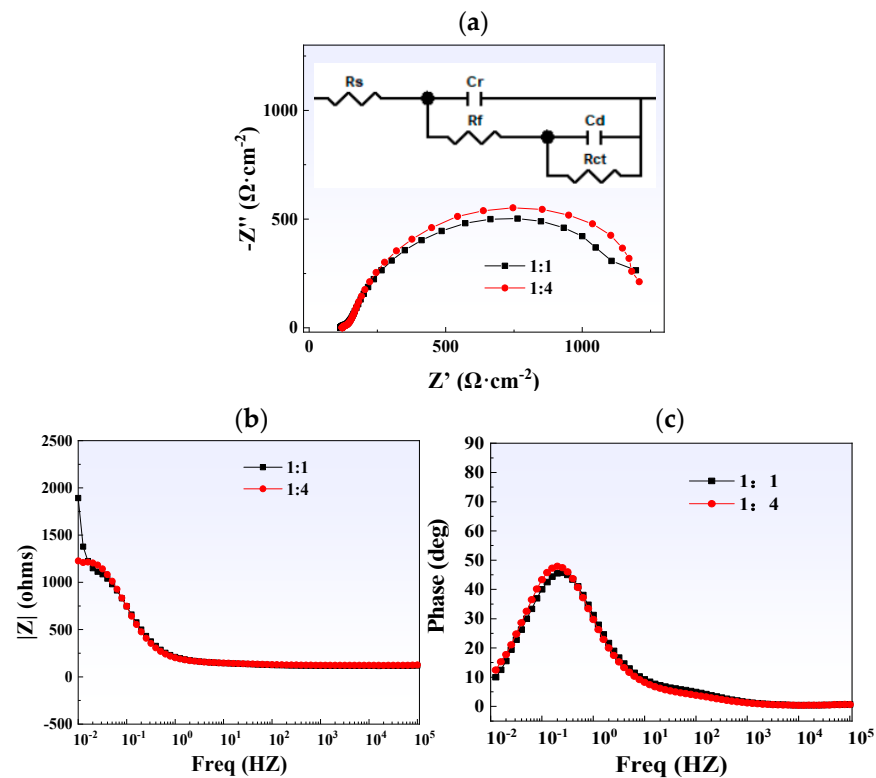 (a)
Rs
Cr
Rf
Cd
Rct
1000
500
0
-Z'' (Ω·cm⁻²)
1:1
1:4
0 500 1000
Z’ (Ω·cm⁻²)
(b)
2500
2000
1500
1000
500
0
-500
|Z| (ohms)
1:1
1:4
10⁻² 10⁻¹ 10⁰ 10¹ 10² 10³ 10⁴ 10⁵
Freq (HZ)
(c)
90
80
70
60
50
40
30
20
10
0
Phase (deg)
1：1
1：4
10⁻² 10⁻¹ 10⁰ 10¹ 10² 10³ 10⁴ 10⁵
Freq (HZ)